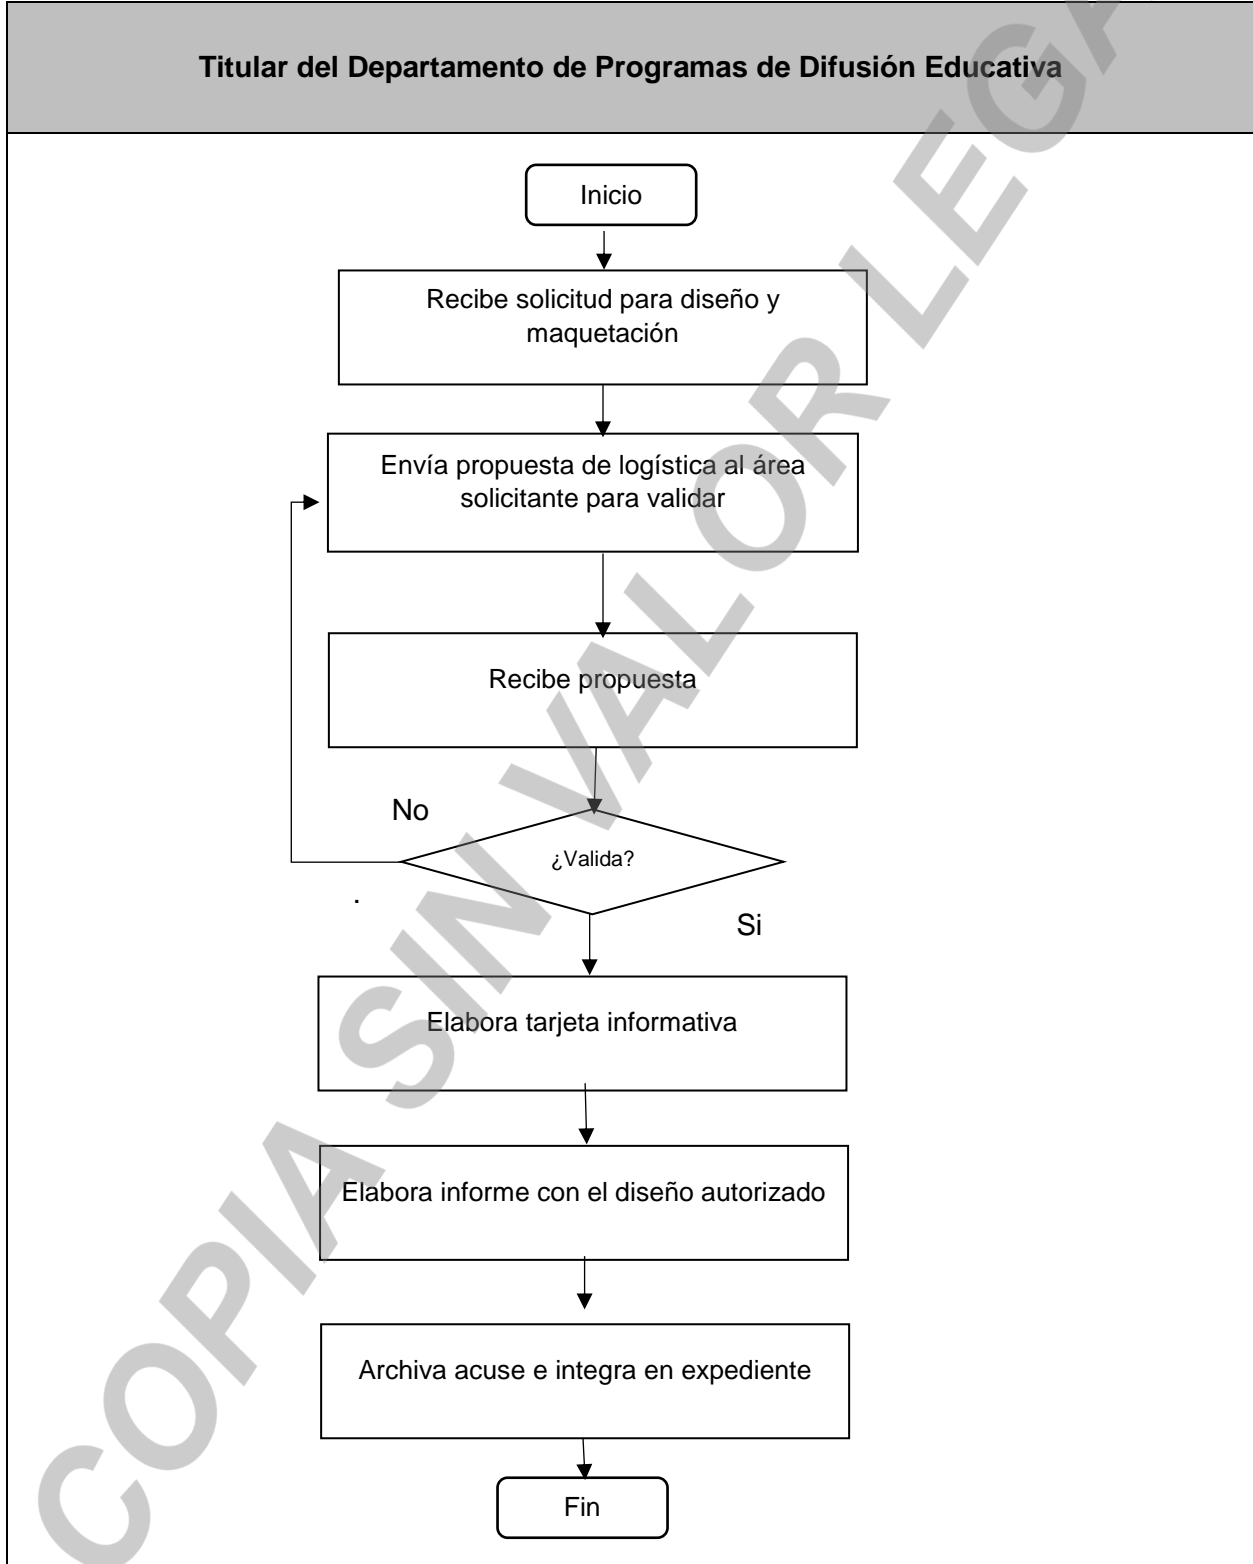 Titular del Departamento de Programas de Difusión Educativa
Inicio
Recibe solicitud para diseño y
maquetación
Envía propuesta de logística al área
solicitante para validar
Recibe propuesta
No
¿Valida?
.
Si
Elabora tarjeta informativa
Elabora informe con el diseño autorizado
Archiva acuse e integra en expediente
Fin
COPIA SIN VALOR LEGA